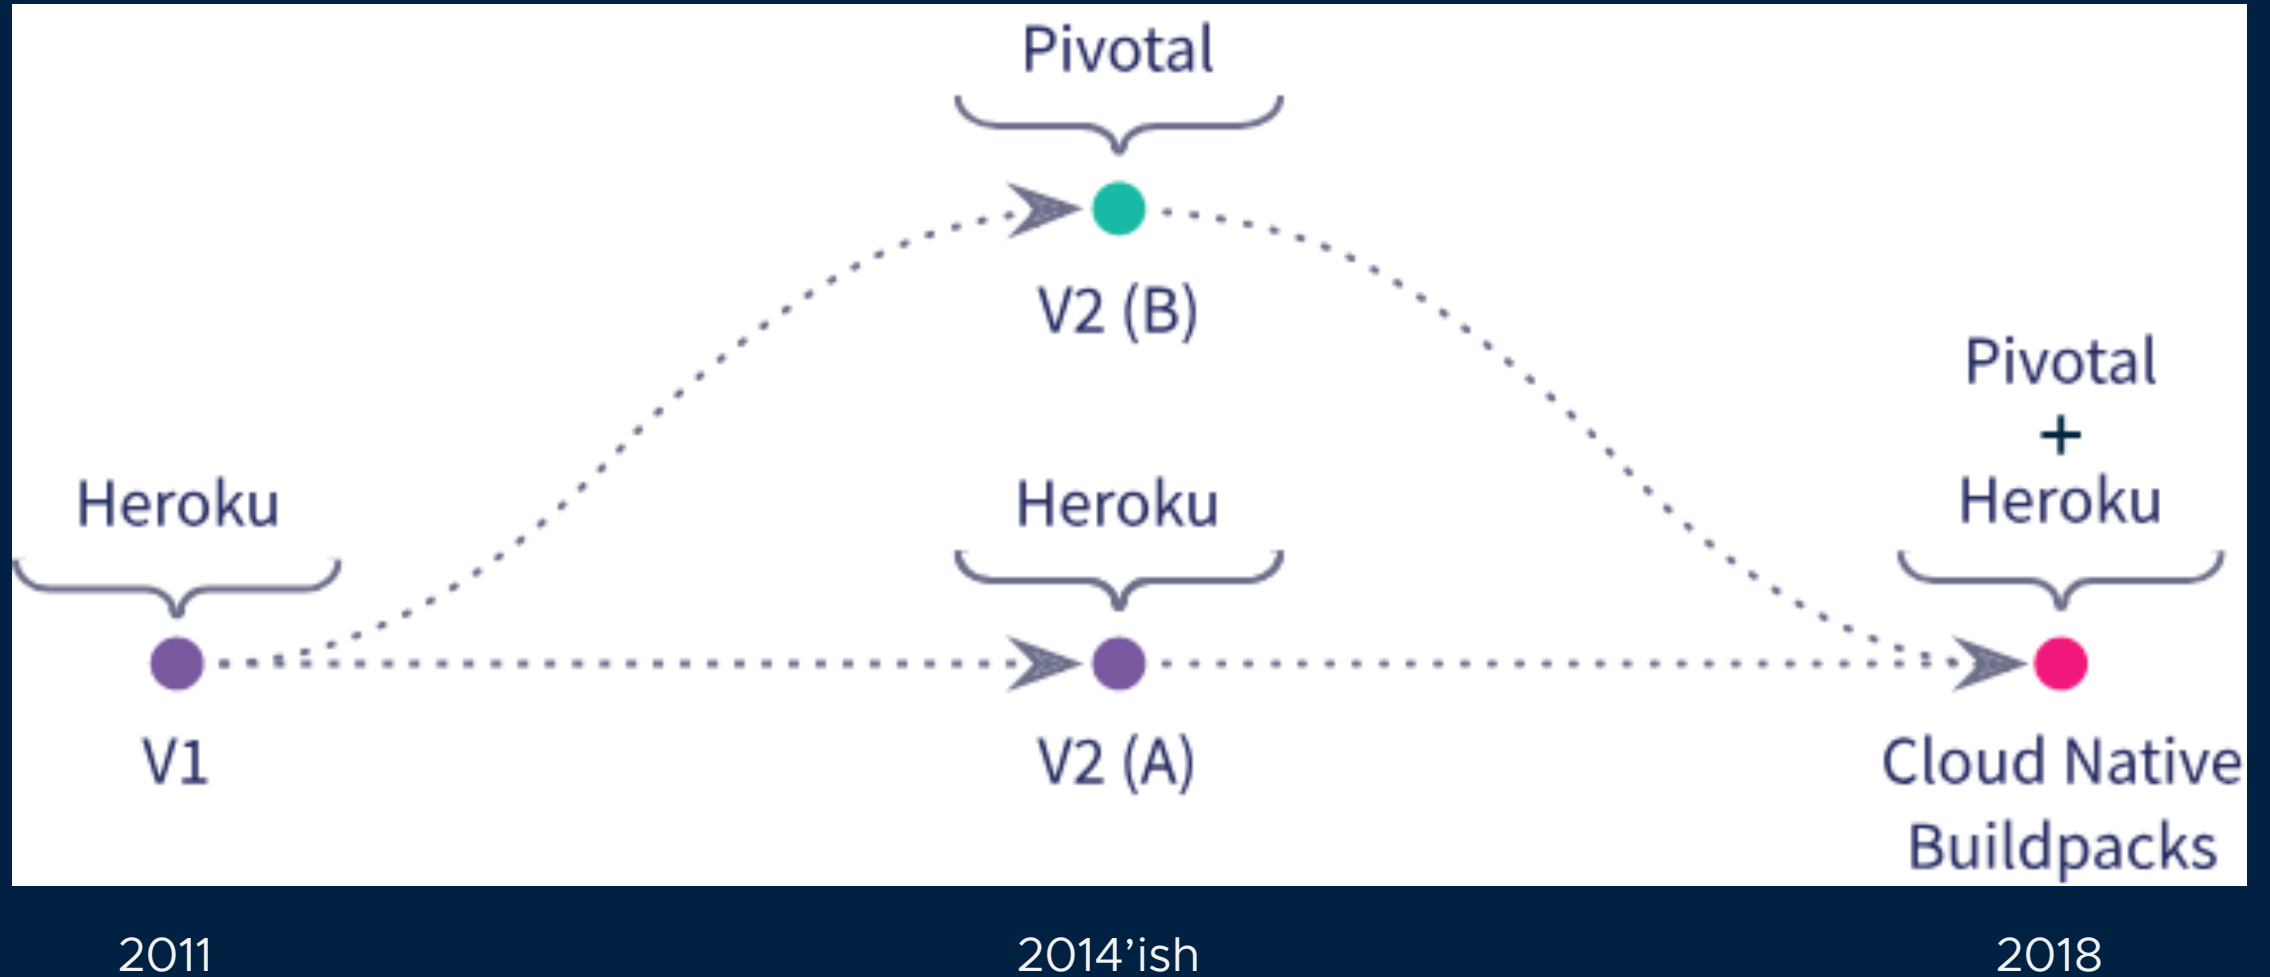 Pivotal
V2 (B)
Heroku
V1
Heroku
V2 (A)
Pivotal
+
Heroku
Cloud Native
Buildpacks
2011
2014’ish
2018